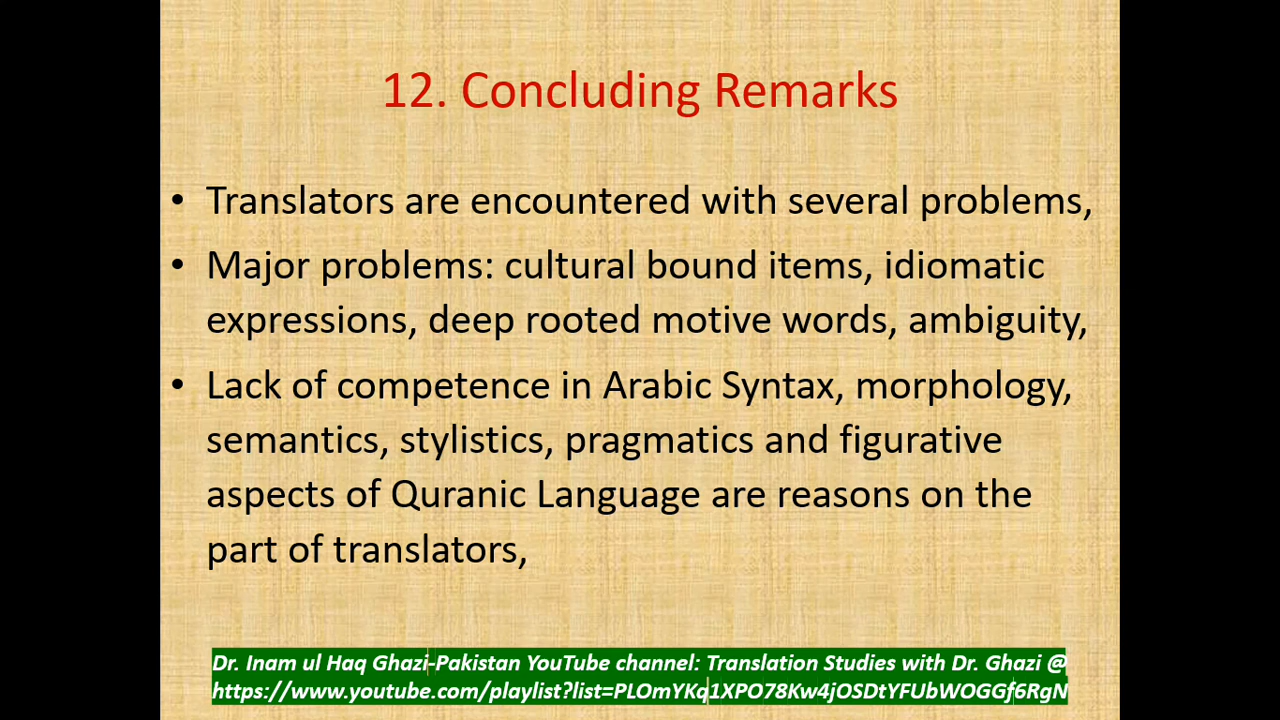 12. Concluding Remarks
• Translators are encountered with several problems,
• Major problems: cultural bound items, idiomatic
expressions, deep rooted motive words, ambiguity,
• Lack of competence in Arabic Syntax, morphology,
semantics, stylistics, pragmatics and figurative
aspects of Quranic Language are reasons on the
part of translators,
Dr. Inam ul Haq Ghazi-Pakistan YouTube channel: Translation Studies with Dr. Ghazi @
https://www.youtube.com/playlist?list=PLOmYKq1XPO78Kw4jOSDtYFUbWOGGf6RgN